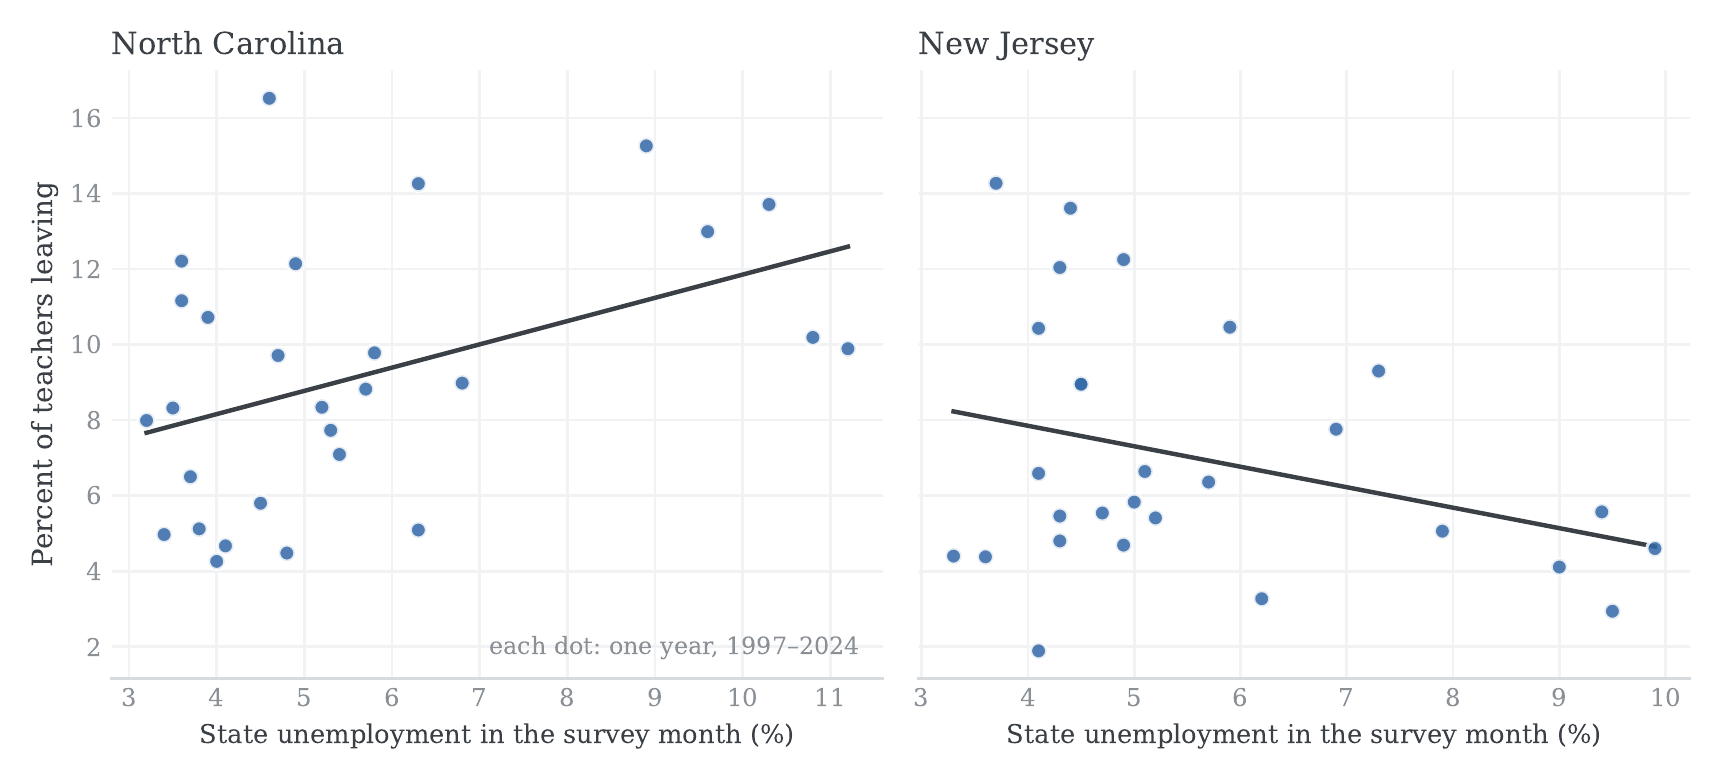 North Carolina
New Jersey
Percent of teachers leaving
16
14
12
10
8
6
4
2
each dot: one year, 1997–2024
3 4 5 6 7 8 9 10 11
3 4 5 6 7 8 9 10
State unemployment in the survey month (%)
State unemployment in the survey month (%)